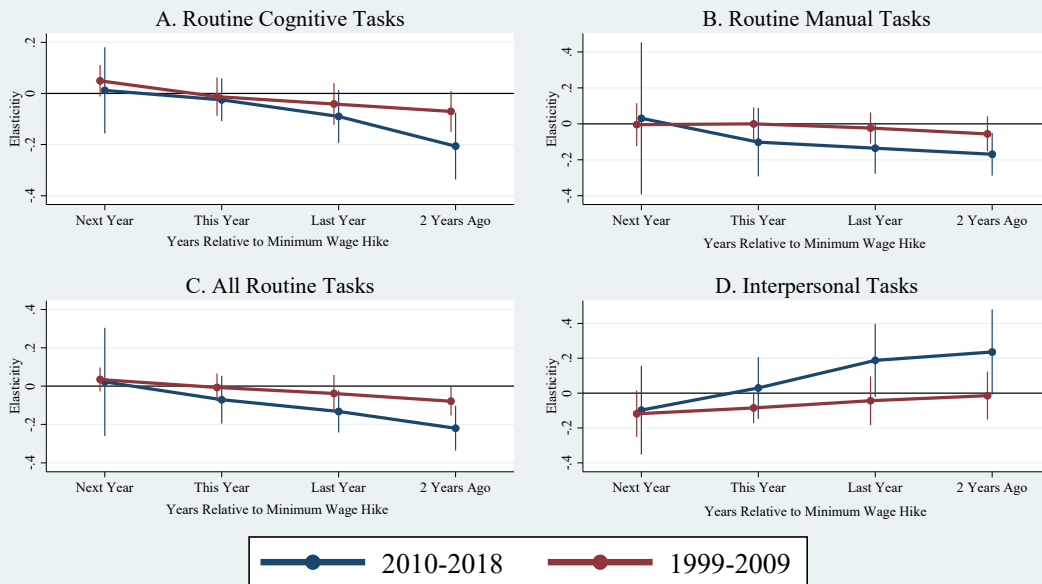 A. Routine Cognitive Tasks
Elasticitiy
.2
0
-.2
-.4
Next Year
This Year
Last Year
2 Years Ago
Years Relative to Minimum Wage Hike
B. Routine Manual Tasks
Elasticitiy
.4
.2
0
-.2
-.4
Next Year
This Year
Last Year
2 Years Ago
Years Relative to Minimum Wage Hike
C. All Routine Tasks
Elasticitiy
.4
.2
0
-.2
-.4
Next Year
This Year
Last Year
2 Years Ago
Years Relative to Minimum Wage Hike
D. Interpersonal Tasks
Elasticitiy
.4
.2
0
-.2
-.4
Next Year
This Year
Last Year
2 Years Ago
Years Relative to Minimum Wage Hike
2010-2018
1999-2009